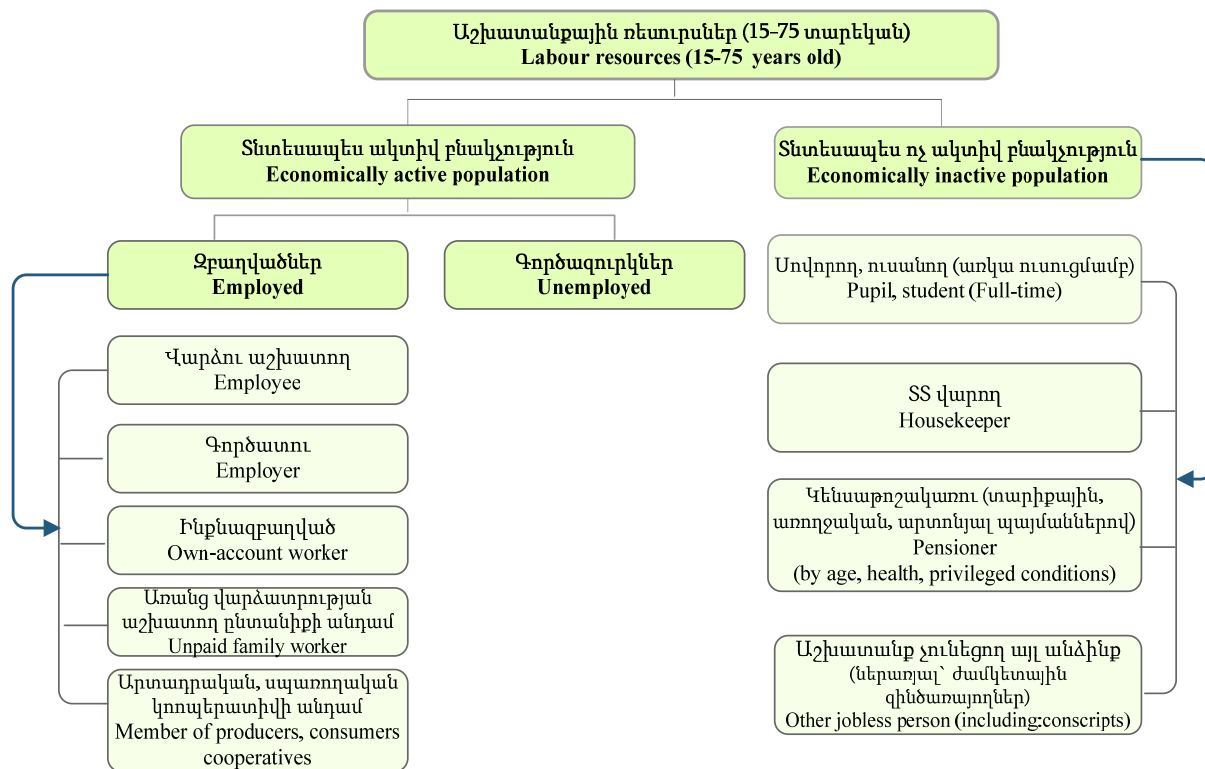 Աշխատանքային ռեսուրսներ (15-75 տարեկան)
Labour resources (15-75 years old)
Տնտեսապես ակտիվ բնակչություն
Economically active population
Տնտեսապես ոչ ակտիվ բնակչություն
Economically inactive population
Զբաղվածներ
Employed
Գործազուրկներ
Unemployed
Վարձու աշխատող
Employee
Գործատու
Employer
Ինքնազբաղված
Own-account worker
Առանց վարձատրության
աշխատող ընտանիքի անդամ
Unpaid family worker
Արտադրական, սպառողական
կոոպերատիվի անդամ
Member of producers, consumers
cooperatives
Սովորող, ուսանող (առկա ուսուցմամբ)
Pupil, student (Full-time)
ՏՏ վարող
Housekeeper
Կենսաթոշակառու (տարիքային,
առողջական, արտոնյալ պայմաններով)
Pensioner
(by age, health, privileged conditions)
Աշխատանք չունեցող այլ անձինք
(ներառյալ` ժամկետային
զինծառայողներ)
Other jobless person (including:conscripts)